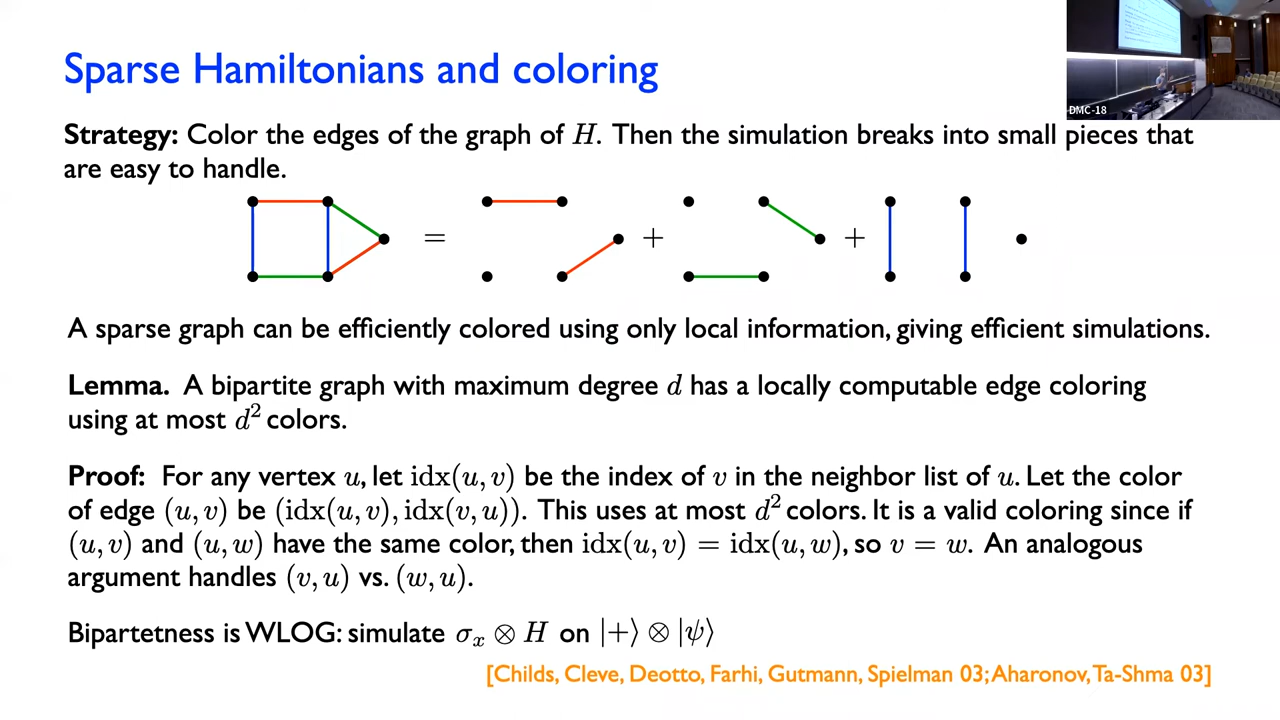 Sparse Hamiltonians and coloring
DMC-18
Strategy: Color the edges of the graph of H. Then the simulation breaks into small pieces that
are easy to handle.
= + +
A sparse graph can be efficiently colored using only local information, giving efficient simulations.
Lemma. A bipartite graph with maximum degree d has a locally computable edge coloring
using at most d² colors.
Proof: For any vertex u, let idx(u, v) be the index of v in the neighbor list of u. Let the color
of edge (u, v) be (idx(u, v), idx(v, u)). This uses at most d² colors. It is a valid coloring since if
(u, v) and (u, w) have the same color, then idx(u, v) = idx(u, w), so v = w. An analogous
argument handles (v, u) vs. (w, u).
Bipartetness is WLOG: simulate σₓ ⊗ H on |+⟩ ⊗ |ψ⟩
[Childs, Cleve, Deotto, Farhi, Gutmann, Spielman 03; Aharonov, Ta-Shma 03]